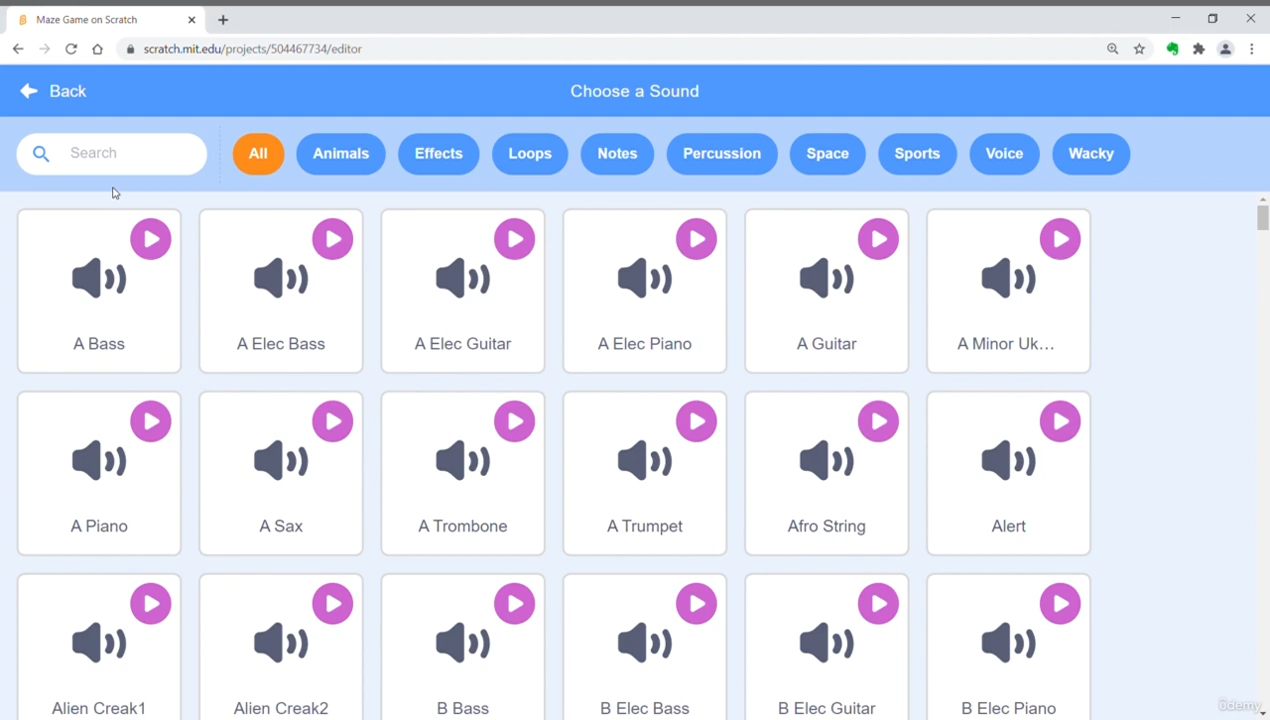 Maze Game on Scratch
scratch.mit.edu/projects/504467734/editor
Back
Choose a Sound
Search
All
Animals
Effects
Loops
Notes
Percussion
Space
Sports
Voice
Wacky
A Bass
A Elec Bass
A Elec Guitar
A Elec Piano
A Guitar
A Minor Uk…
A Piano
A Sax
A Trombone
A Trumpet
Afro String
Alert
Alien Creak1
Alien Creak2
B Bass
B Elec Bass
B Elec Guitar
B Elec Piano
ûdemy